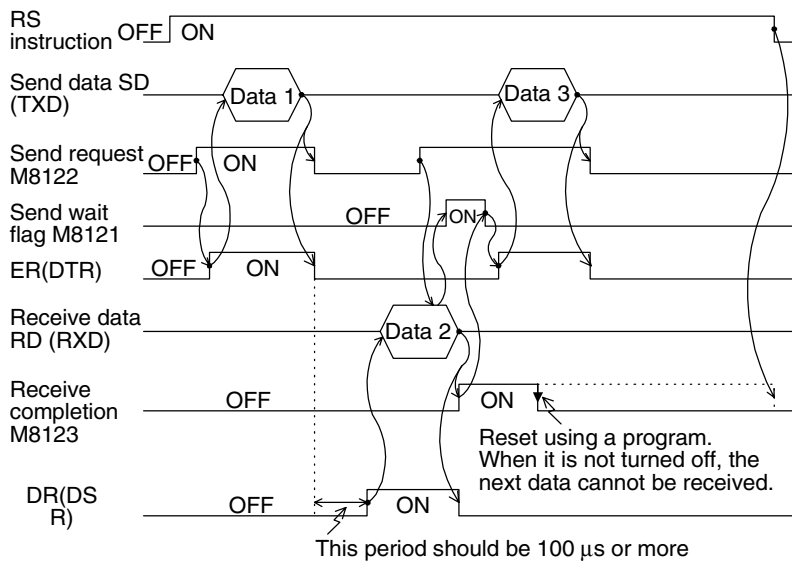 RS
instruction OFF ON
Send data SD
(TXD) Data 1 Data 3
Send request
M8122 OFF ON
Send wait
flag M8121 OFF ON
ER(DTR) OFF ON
Receive data
RD (RXD) Data 2
Receive
completion
M8123 OFF ON
Reset using a program.
When it is not turned off, the
next data cannot be received.
DR(DS
R) OFF ON
This period should be 100 μs or more